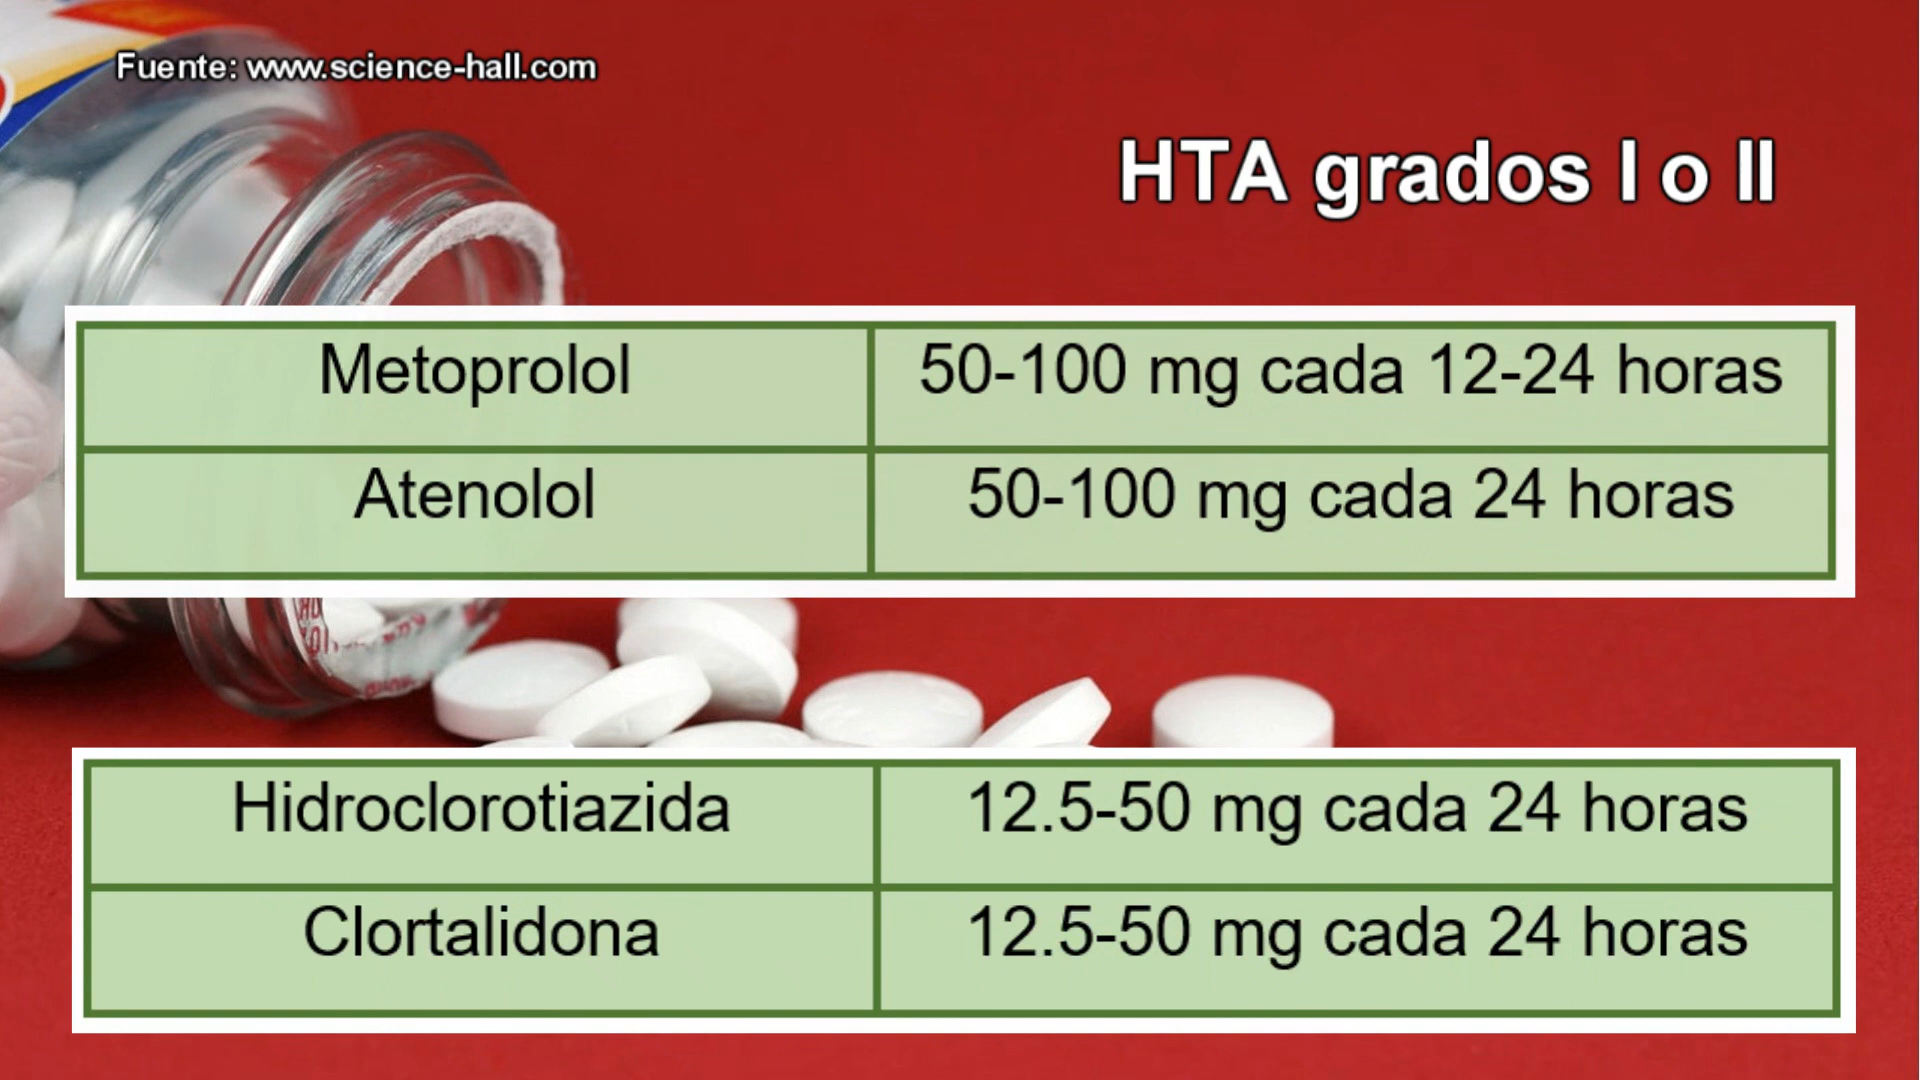 Fuente: www.science-hall.com
HTA grados I o II
Metoprolol 50-100 mg cada 12-24 horas
Atenolol 50-100 mg cada 24 horas
Hidroclorotiazida 12.5-50 mg cada 24 horas
Clortalidona 12.5-50 mg cada 24 horas